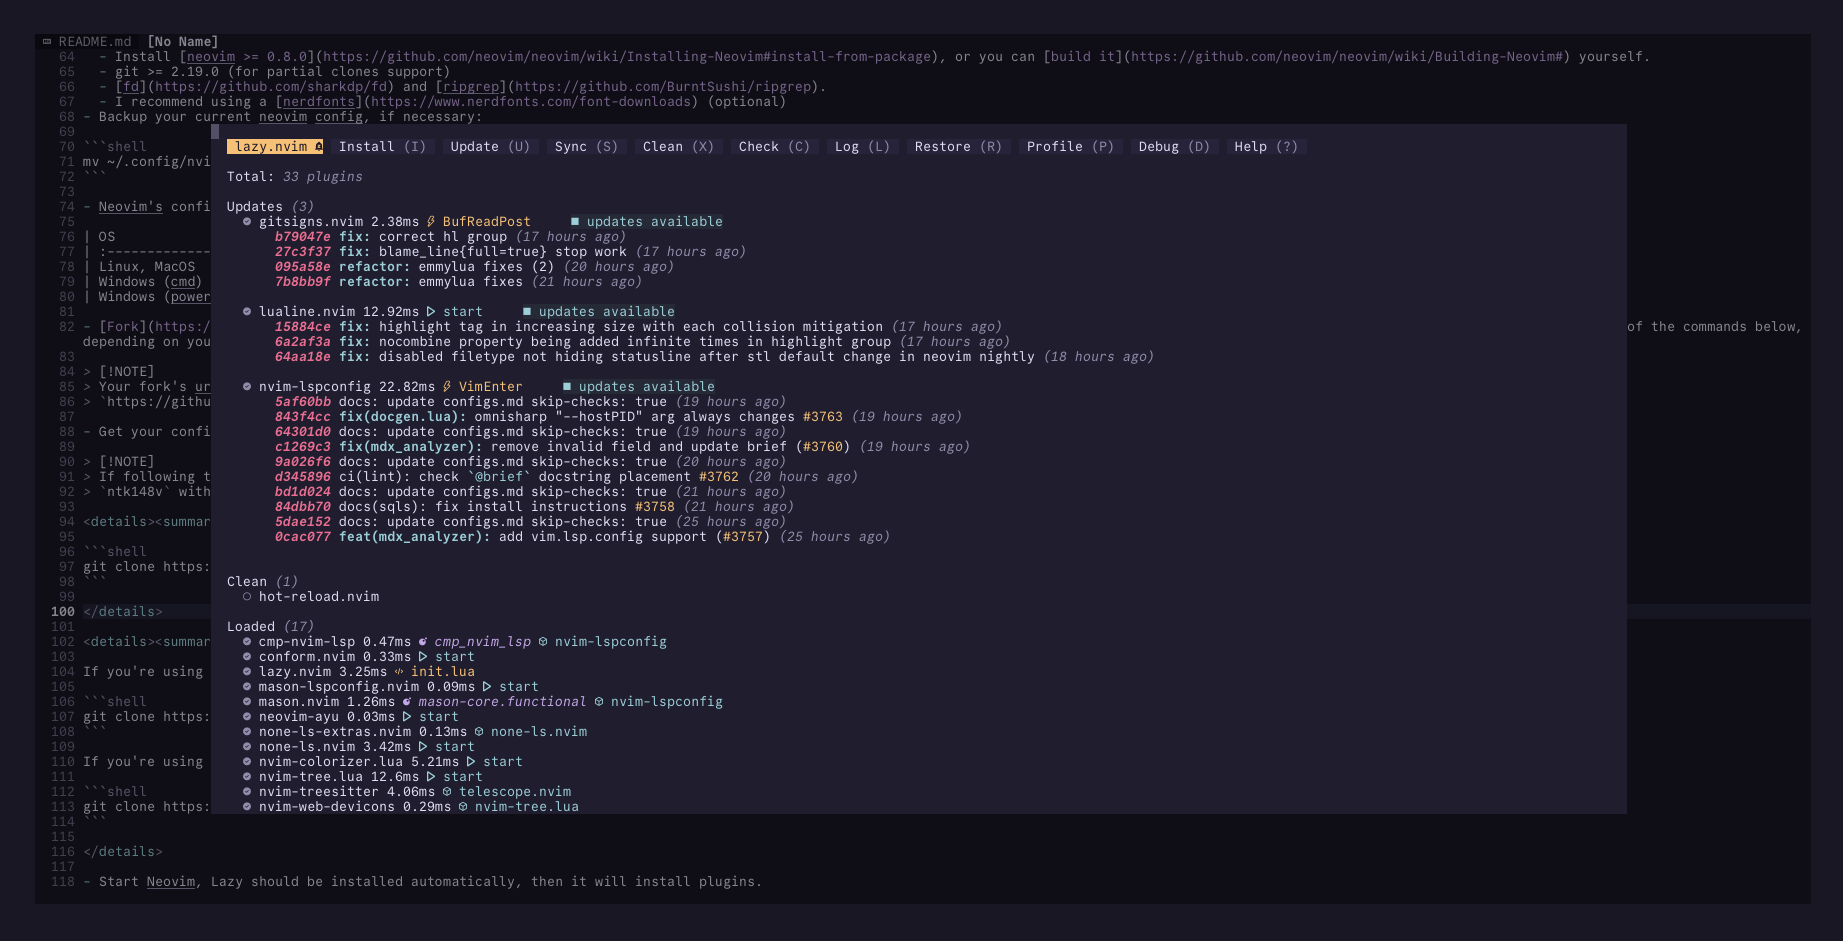 README.md [No Name]
64 - Install [neovim >= 0.8.0](https://github.com/neovim/neovim/wiki/Installing-Neovim#install-from-package), or you can [build it](https://github.com/neovim/neovim/wiki/Building-Neovim#) yourself.
65 - git >= 2.19.0 (for partial clones support)
66 - [fd](https://github.com/sharkdp/fd) and [ripgrep](https://github.com/BurntSushi/ripgrep).
67 - I recommend using a [nerdfonts](https://www.nerdfonts.com/font-downloads) (optional)
68 - Backup your current neovim config, if necessary:
69
70 ```shell lazy.nvim Install (I) Update (U) Sync (S) Clean (X) Check (C) Log (L) Restore (R) Profile (P) Debug (D) Help (?)
71 mv ~/.config/nvi
72 ``` Total: 33 plugins
73
74 - Neovim's confi Updates (3)
75 gitsigns.nvim 2.38ms BufReadPost ■ updates available
76 | OS b79047e fix: correct hl group (17 hours ago)
77 | :------------- 27c3f37 fix: blame_line{full=true} stop work (17 hours ago)
78 | Linux, MacOS 095a58e refactor: emmylua fixes (2) (20 hours ago)
79 | Windows (cmd) 7b8bb9f refactor: emmylua fixes (21 hours ago)
80 | Windows (power
81 lualine.nvim 12.92ms start ■ updates available
82 - [Fork](https:/ 15884ce fix: highlight tag in increasing size with each collision mitigation (17 hours ago) of the commands below,
depending on you 6a2af3a fix: nocombine property being added infinite times in highlight group (17 hours ago)
83 64aa18e fix: disabled filetype not hiding statusline after stl default change in neovim nightly (18 hours ago)
84 > [!NOTE]
85 > Your fork's ur nvim-lspconfig 22.82ms VimEnter ■ updates available
86 > `https://githu 5af60bb docs: update configs.md skip-checks: true (19 hours ago)
87 843f4cc fix(docgen.lua): omnisharp "--hostPID" arg always changes #3763 (19 hours ago)
88 - Get your confi 64301d0 docs: update configs.md skip-checks: true (19 hours ago)
89 c1269c3 fix(mdx_analyzer): remove invalid field and update brief (#3760) (19 hours ago)
90 > [!NOTE] 9a026f6 docs: update configs.md skip-checks: true (20 hours ago)
91 > If following t d345896 ci(lint): check `@brief` docstring placement #3762 (20 hours ago)
92 > `ntk148v` with bd1d024 docs: update configs.md skip-checks: true (21 hours ago)
93 84dbb70 docs(sqls): fix install instructions #3758 (21 hours ago)
94 <details><summar 5dae152 docs: update configs.md skip-checks: true (25 hours ago)
95 0cac077 feat(mdx_analyzer): add vim.lsp.config support (#3757) (25 hours ago)
96 ```shell
97 git clone https:
98 ``` Clean (1)
99 hot-reload.nvim
100 </details>
101 Loaded (17)
102 <details><summar cmp-nvim-lsp 0.47ms cmp_nvim_lsp nvim-lspconfig
103 conform.nvim 0.33ms start
104 If you're using lazy.nvim 3.25ms init.lua
105 mason-lspconfig.nvim 0.09ms start
106 ```shell mason.nvim 1.26ms mason-core.functional nvim-lspconfig
107 git clone https: neovim-ayu 0.03ms start
108 ``` none-ls-extras.nvim 0.13ms none-ls.nvim
109 none-ls.nvim 3.42ms start
110 If you're using nvim-colorizer.lua 5.21ms start
111 nvim-tree.lua 12.6ms start
112 ```shell nvim-treesitter 4.06ms telescope.nvim
113 git clone https: nvim-web-devicons 0.29ms nvim-tree.lua
114 ```
115
116 </details>
117
118 - Start Neovim, Lazy should be installed automatically, then it will install plugins.